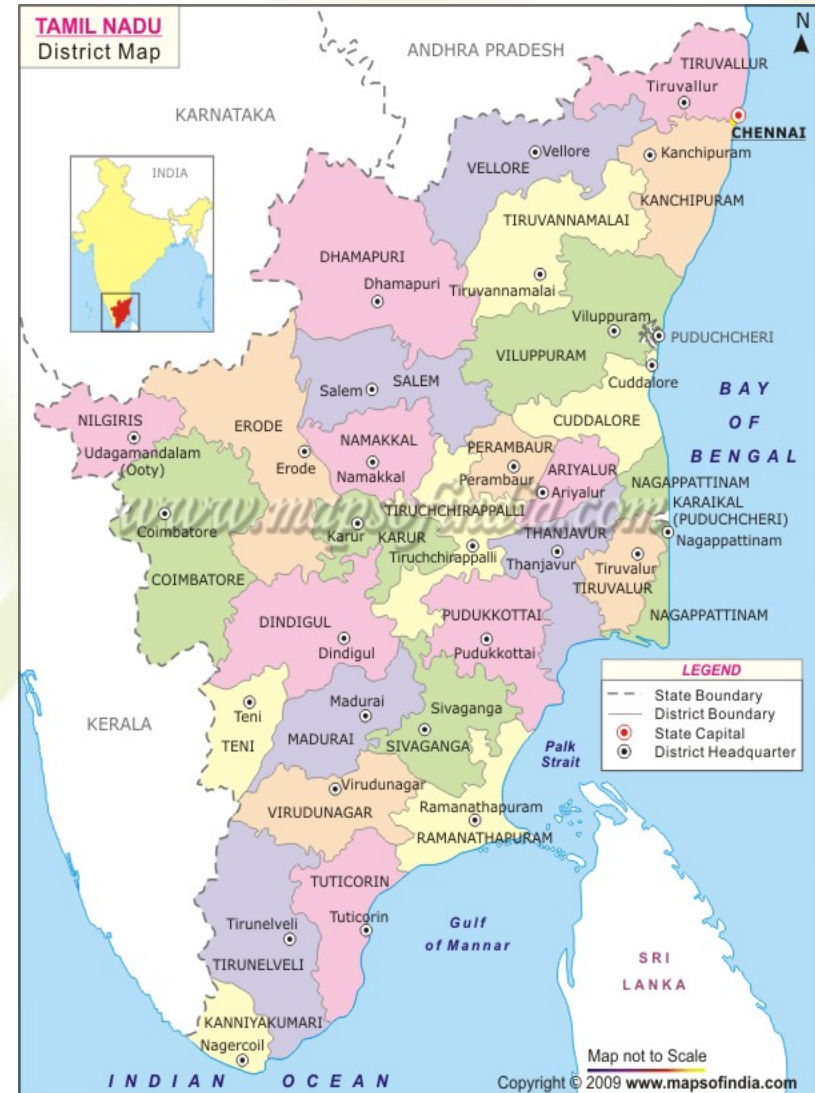 TAMIL NADU
District Map
N
ANDHRA PRADESH
KARNATAKA
INDIA
TIRUVALLUR
Tiruvallur
CHENNAI
Vellore
VELLORE
Kanchipuram
KANCHIPURAM
TIRUVANNAMALAI
Tiruvannamalai
DHAMAPURI
Dhamapuri
Viluppuram
VILUPPURAM
PUDUCHCHERI
Cuddalore
CUDDALORE
Salem
SALEM
BAY
OF
BENGAL
NILGIRIS
Udagamandalam
(Ooty)
ERODE
Erode
NAMAKKAL
Namakkal
PERAMBAUR
Perambaur
ARIYALUR
Ariyalur
NAGAPPATTINAM
KARAIKAL
(PUDUCHCHERI)
Nagappattinam
www.mapsofindia.com
Coimbatore
COIMBATORE
Karur
KARUR
TIRUCHCHIRAPPALLI
Tiruchchirappalli
THANJAVUR
Thanjavur
Tiruvalur
TIRUVALUR
NAGAPPATTINAM
DINDIGUL
Dindigul
PUDUKKOTTAI
Pudukkottai
KERALA
Teni
TENI
Madurai
MADURAI
Sivaganga
SIVAGANGA
Palk
Strait
LEGEND
State Boundary
District Boundary
State Capital
District Headquarter
Virudunagar
VIRUDUNAGAR
Ramanathapuram
RAMANATHAPURAM
TUTICORIN
Tuticorin
Tirunelveli
TIRUNELVELI
Gulf
of Mannar
SRI
LANKA
KANNIYAKUMARI
Nagercoil
INDIAN OCEAN
Map not to Scale
Copyright © 2009 www.mapsofindia.com